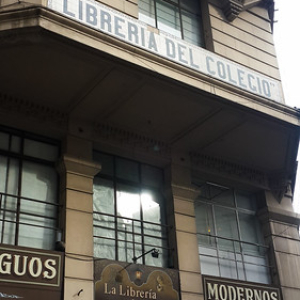 LIBRERIA DEL COLEGIO
GUOS
La Librería
MODERNOS